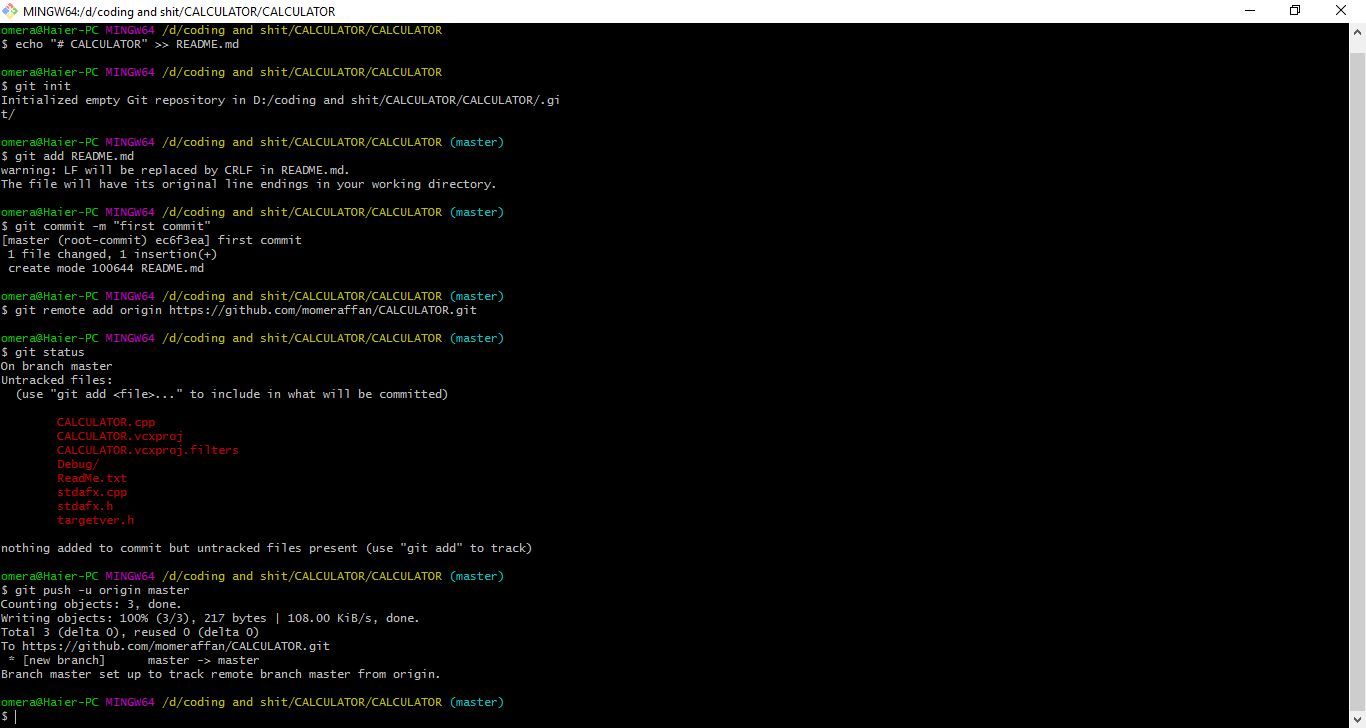 MINGW64:/d/coding and shit/CALCULATOR/CALCULATOR
omera@Haier-PC MINGW64 /d/coding and shit/CALCULATOR/CALCULATOR
$ echo "# CALCULATOR" >> README.md
omera@Haier-PC MINGW64 /d/coding and shit/CALCULATOR/CALCULATOR
$ git init
Initialized empty Git repository in D:/coding and shit/CALCULATOR/CALCULATOR/.gi
t/
omera@Haier-PC MINGW64 /d/coding and shit/CALCULATOR/CALCULATOR (master)
$ git add README.md
warning: LF will be replaced by CRLF in README.md.
The file will have its original line endings in your working directory.
omera@Haier-PC MINGW64 /d/coding and shit/CALCULATOR/CALCULATOR (master)
$ git commit -m "first commit"
[master (root-commit) ec6f3ea] first commit
 1 file changed, 1 insertion(+)
 create mode 100644 README.md
omera@Haier-PC MINGW64 /d/coding and shit/CALCULATOR/CALCULATOR (master)
$ git remote add origin https://github.com/momeraffan/CALCULATOR.git
omera@Haier-PC MINGW64 /d/coding and shit/CALCULATOR/CALCULATOR (master)
$ git status
On branch master
Untracked files:
  (use "git add <file>..." to include in what will be committed)
        CALCULATOR.cpp
        CALCULATOR.vcxproj
        CALCULATOR.vcxproj.filters
        Debug/
        ReadMe.txt
        stdafx.cpp
        stdafx.h
        targetver.h
nothing added to commit but untracked files present (use "git add" to track)
omera@Haier-PC MINGW64 /d/coding and shit/CALCULATOR/CALCULATOR (master)
$ git push -u origin master
Counting objects: 3, done.
Writing objects: 100% (3/3), 217 bytes | 108.00 KiB/s, done.
Total 3 (delta 0), reused 0 (delta 0)
To https://github.com/momeraffan/CALCULATOR.git
 * [new branch]      master -> master
Branch master set up to track remote branch master from origin.
omera@Haier-PC MINGW64 /d/coding and shit/CALCULATOR/CALCULATOR (master)
$